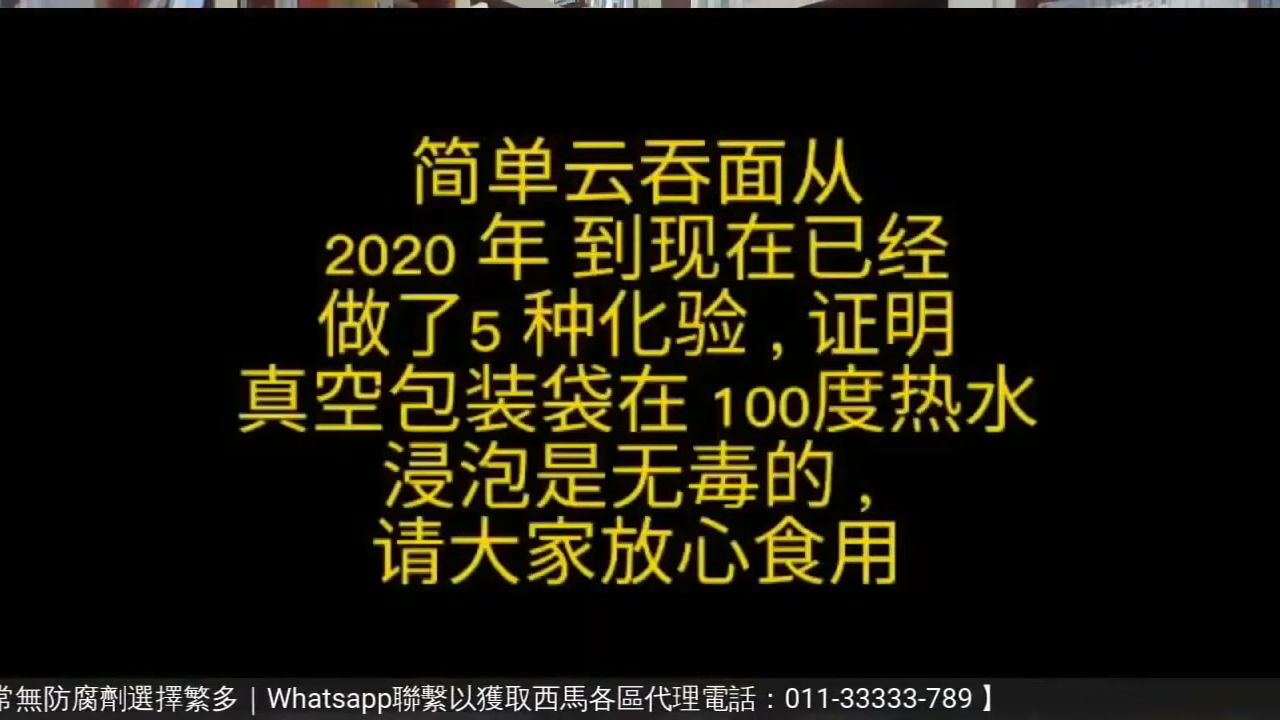 简单云吞面从
2020 年 到现在已经
做了5 种化验 , 证明
真空包装袋在 100度热水
浸泡是无毒的 ,
请大家放心食用
常無防腐劑選擇繁多｜Whatsapp聯繫以獲取西馬各區代理電話：011-33333-789 】